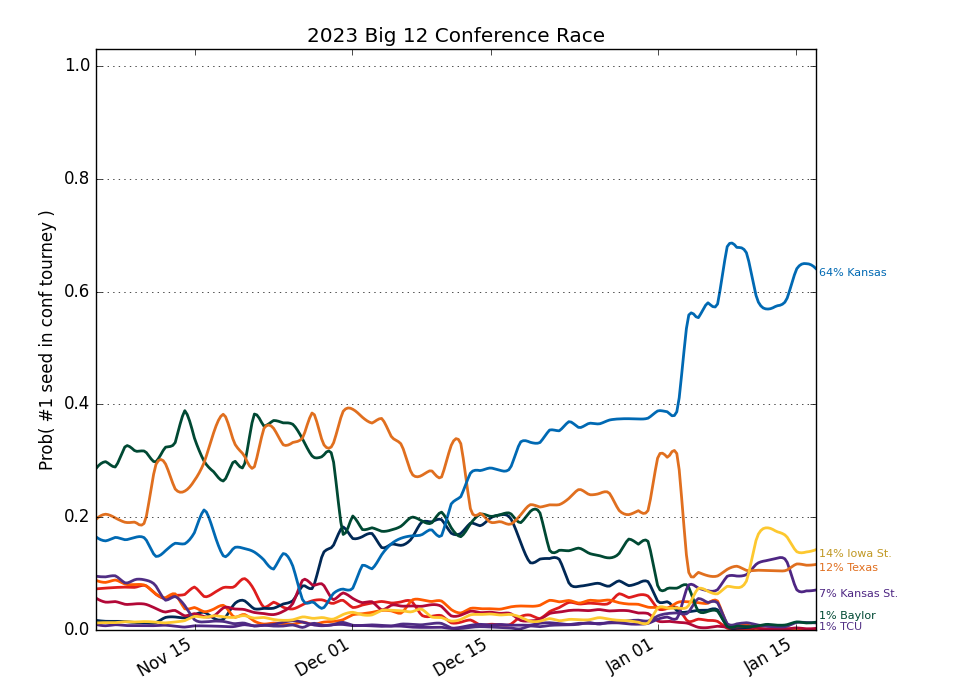 2023 Big 12 Conference Race
Prob( #1 seed in conf tourney )
1.0
0.8
0.6
0.4
0.2
0.0
64% Kansas
14% Iowa St.
12% Texas
7% Kansas St.
1% Baylor
1% TCU
Nov 15
Dec 01
Dec 15
Jan 01
Jan 15